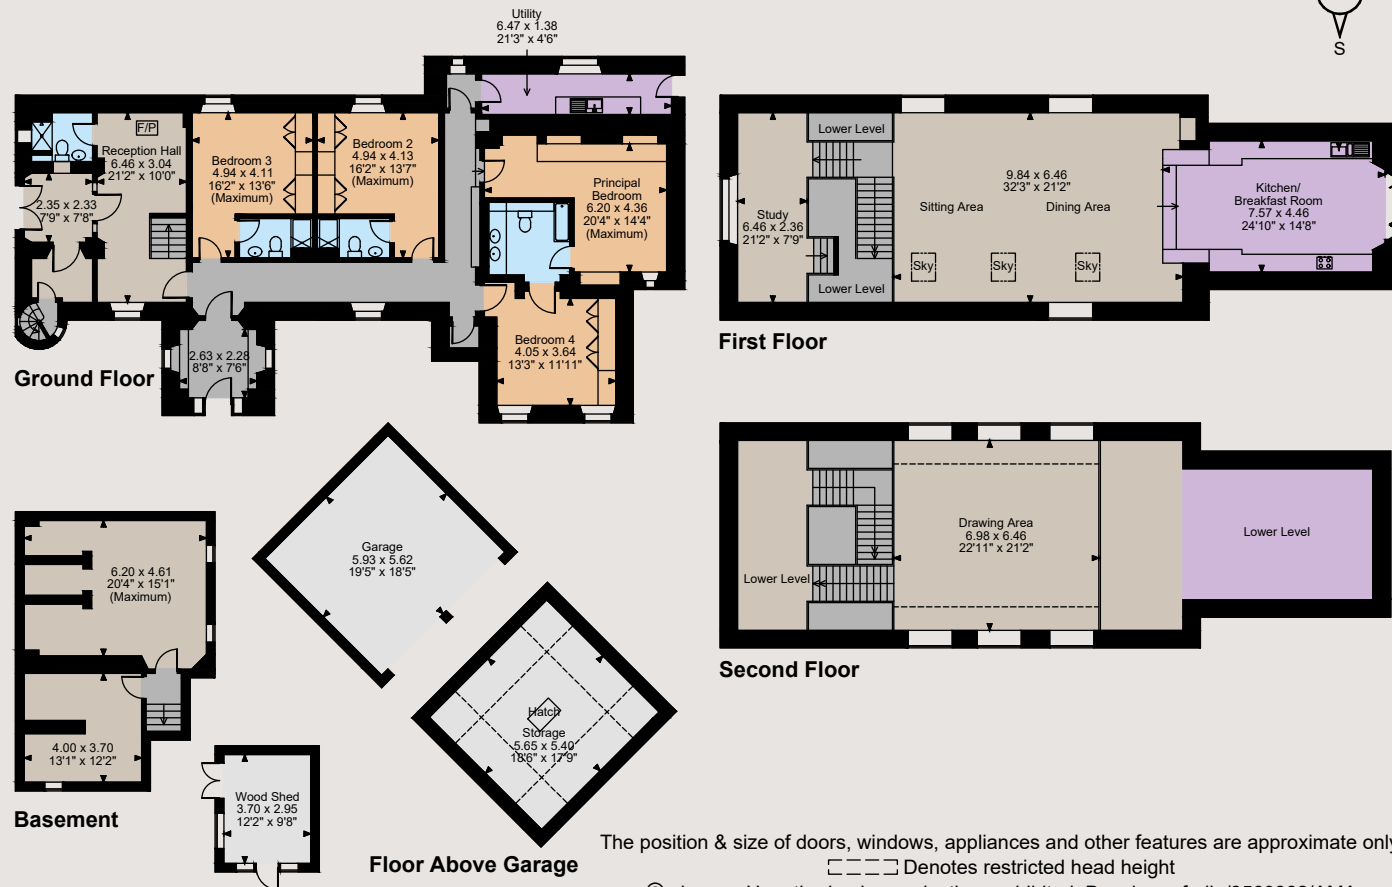 Utility
6.47 x 1.38
21'3" x 4'6"
S
F/P
Reception Hall
6.46 x 3.04
21'2" x 10'0"
2.35 x 2.33
7'9" x 7'8"
Bedroom 3
4.94 x 4.11
16'2" x 13'6"
(Maximum)
Bedroom 2
4.94 x 4.13
16'2" x 13'7"
(Maximum)
Principal
Bedroom
6.20 x 4.36
20'4" x 14'4"
(Maximum)
Bedroom 4
4.05 x 3.64
13'3" x 11'11"
2.63 x 2.28
8'8" x 7'6"
Ground Floor
Lower Level
Study
6.46 x 2.36
21'2" x 7'9"
Lower Level
9.84 x 6.46
32'3" x 21'2"
Sitting Area
Dining Area
Sky
Sky
Sky
Kitchen/
Breakfast Room
7.57 x 4.46
24'10" x 14'8"
First Floor
Lower Level
Drawing Area
6.98 x 6.46
22'11" x 21'2"
Lower Level
Second Floor
6.20 x 4.61
20'4" x 15'1"
(Maximum)
4.00 x 3.70
13'1" x 12'2"
Basement
Garage
5.93 x 5.62
19'5" x 18'5"
Hatch
Storage
5.65 x 5.40
18'6" x 17'9"
Floor Above Garage
Wood Shed
3.70 x 2.95
12'2" x 9'8"
The position & size of doors, windows, appliances and other features are approximate only
Denotes restricted head height